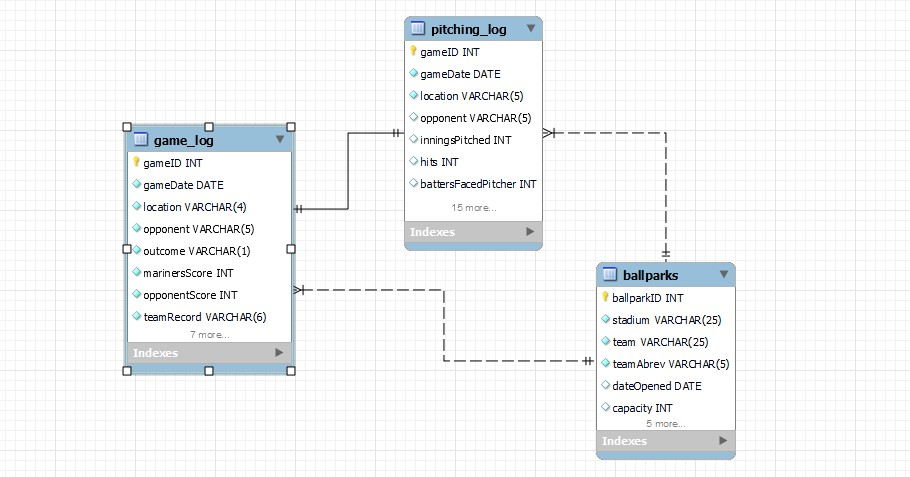 pitching_log
gameID INT
gameDate DATE
location VARCHAR(5)
opponent VARCHAR(5)
inningsPitched INT
hits INT
battersFacedPitcher INT
15 more...
Indexes
game_log
gameID INT
gameDate DATE
location VARCHAR(4)
opponent VARCHAR(5)
outcome VARCHAR(1)
marinersScore INT
opponentScore INT
teamRecord VARCHAR(6)
7 more...
Indexes
ballparks
ballparkID INT
stadium VARCHAR(25)
team VARCHAR(25)
teamAbrev VARCHAR(5)
dateOpened DATE
capacity INT
5 more...
Indexes